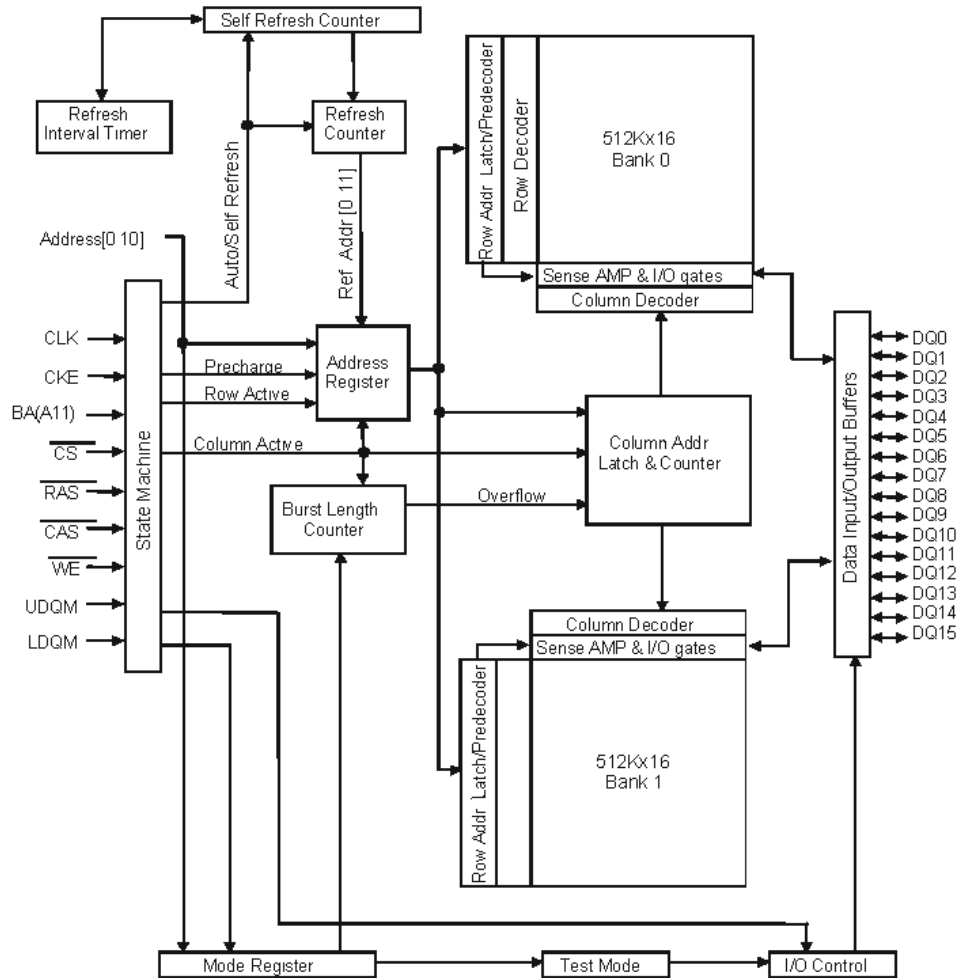 Self Refresh Counter
Refresh
Interval Timer
Refresh
Counter
Auto/Self Refresh
Ref Addr [0 11]
Address[0 10]
Row Addr Latch/Predecoder
Row Decoder
512Kx16
Bank 0
Sense AMP & I/O gates
Column Decoder
State Machine
CLK
CKE
BA(A11)
CS
RAS
CAS
WE
UDQM
LDQM
Precharge
Row Active
Column Active
Address
Register
Burst Length
Counter
Overflow
Column Addr
Latch & Counter
Data Input/Output Buffers
DQ0
DQ1
DQ2
DQ3
DQ4
DQ5
DQ6
DQ7
DQ8
DQ9
DQ10
DQ11
DQ12
DQ13
DQ14
DQ15
Column Decoder
Sense AMP & I/O gates
Row Addr Latch/Predecoder
512Kx16
Bank 1
Mode Register
Test Mode
I/O Control